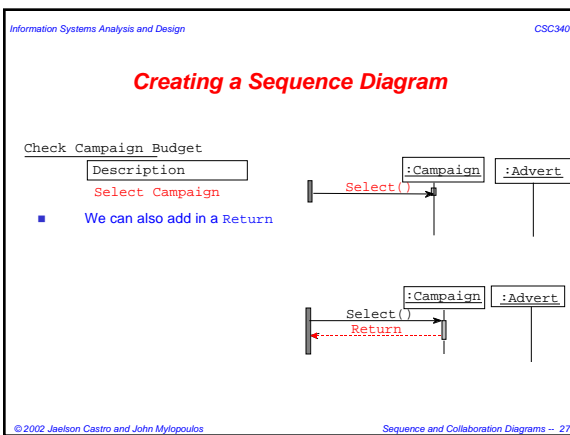 Information Systems Analysis and Design CSC340
Creating a Sequence Diagram
Check Campaign Budget
Description
Select Campaign
■ We can also add in a Return
:Campaign :Advert
Select()
:Campaign :Advert
Select()
Return
© 2002 Jaelson Castro and John Mylopoulos Sequence and Collaboration Diagrams -- 27